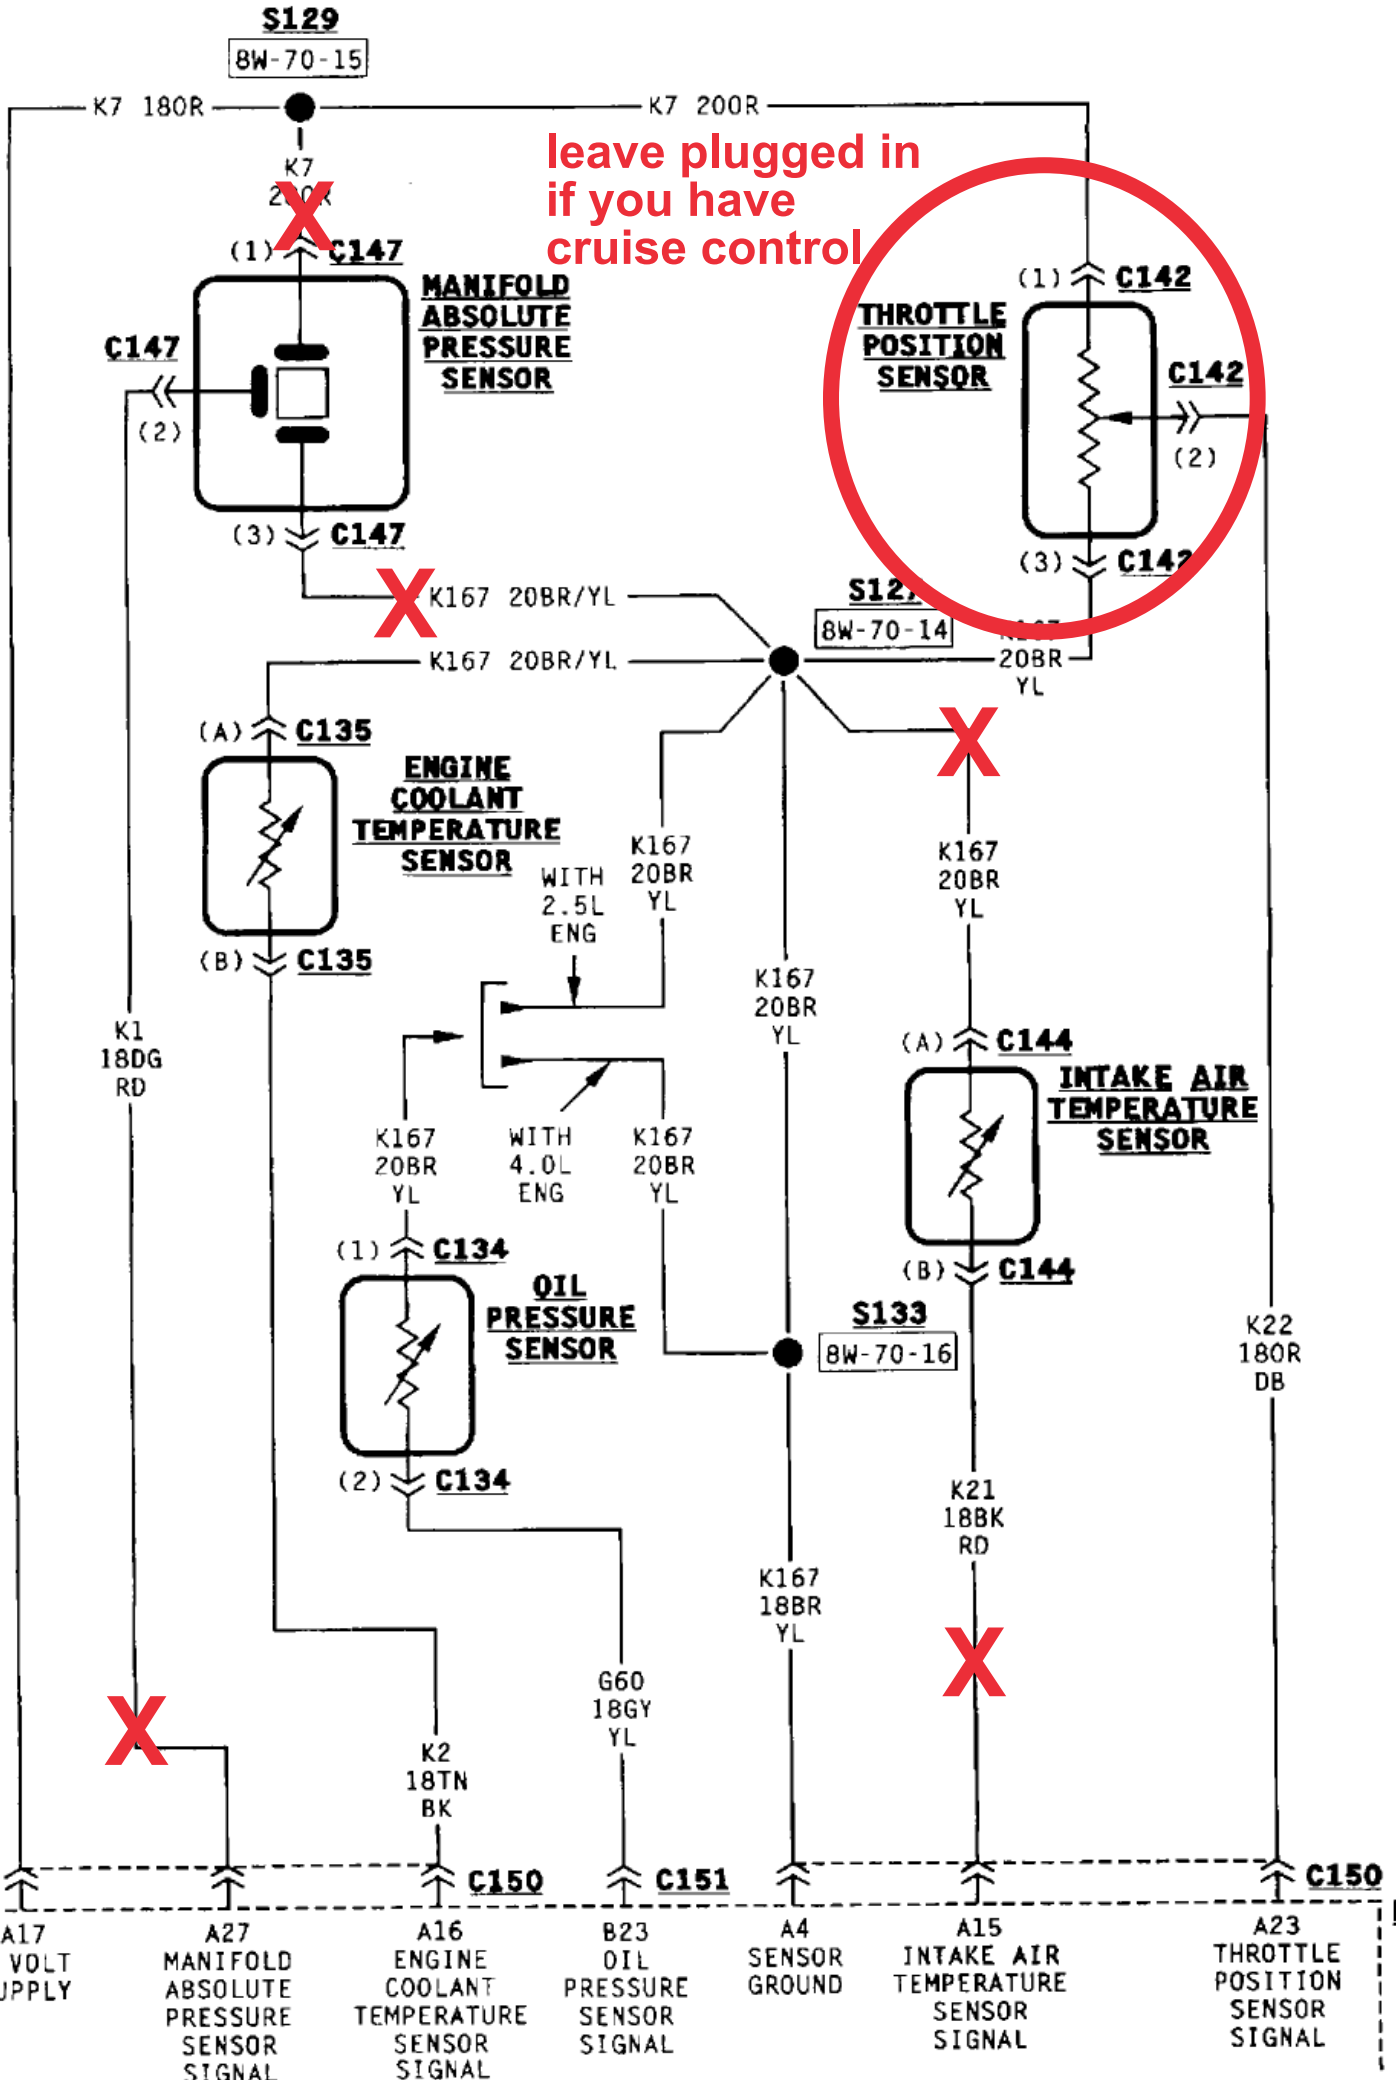 S129
8W-70-15
K7 18OR
K7 20OR
leave plugged in
if you have
cruise control
K7
20OR
X
(1)
C147
MANIFOLD
ABSOLUTE
PRESSURE
SENSOR
C147
(2)
(3)
C147
(1)
C142
THROTTLE
POSITION
SENSOR
C142
(2)
(3)
C142
X
K167 20BR/YL
S127
8W-70-14
K167 20BR/YL
K167
20BR
YL
X
(A)
C135
ENGINE
COOLANT
TEMPERATURE
SENSOR
(B)
C135
WITH
2.5L
ENG
K167
20BR
YL
K167
20BR
YL
K167
20BR
YL
K1
18DG
RD
(A)
C144
INTAKE AIR
TEMPERATURE
SENSOR
(B)
C144
K167
20BR
YL
WITH
4.0L
ENG
K167
20BR
YL
(1)
C134
OIL
PRESSURE
SENSOR
(2)
C134
S133
8W-70-16
K22
18OR
DB
K21
18BK
RD
K167
18BR
YL
X
G60
18GY
YL
X
K2
18TN
BK
C150
C151
C150
A17
VOLT
UPPLY
A27
MANIFOLD
ABSOLUTE
PRESSURE
SENSOR
SIGNAL
A16
ENGINE
COOLANT
TEMPERATURE
SENSOR
SIGNAL
B23
OIL
PRESSURE
SENSOR
SIGNAL
A4
SENSOR
GROUND
A15
INTAKE AIR
TEMPERATURE
SENSOR
SIGNAL
A23
THROTTLE
POSITION
SENSOR
SIGNAL